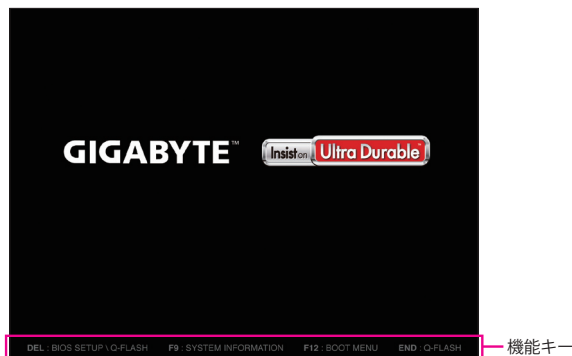 GIGABYTE™ Insist on Ultra Durable™
DEL : BIOS SETUP \ Q-FLASH F9 : SYSTEM INFORMATION F12 : BOOT MENU END : Q-FLASH
機能キー